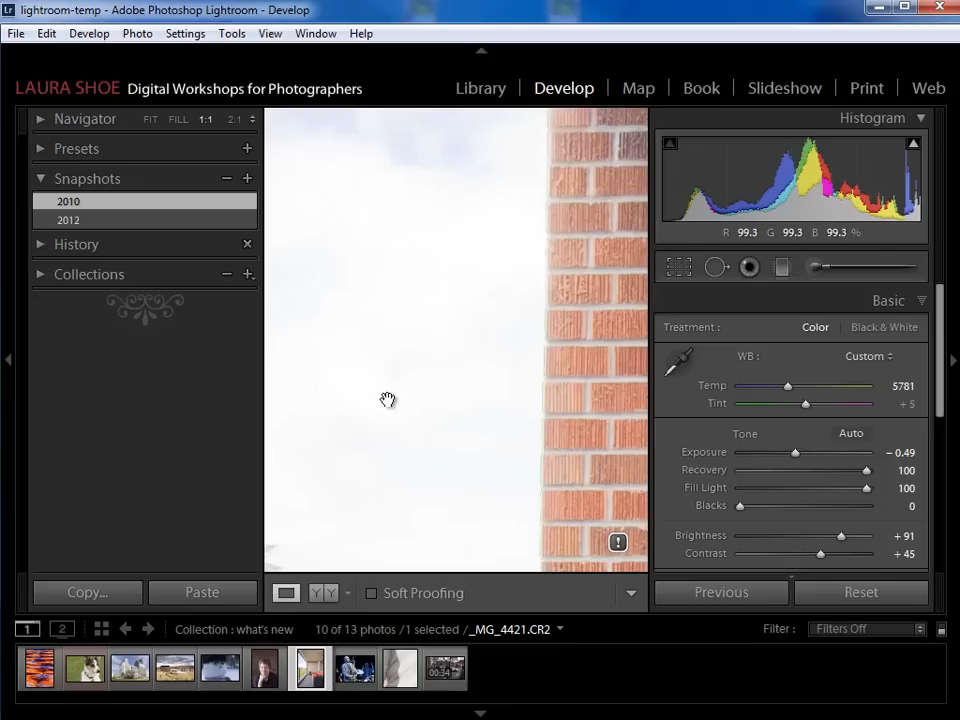 lightroom-temp - Adobe Photoshop Lightroom - Develop
File Edit Develop Photo Settings Tools View Window Help
LAURA SHOE Digital Workshops for Photographers
Library Develop Map Book Slideshow Print Web
Navigator FIT FILL 1:1 2:1
Histogram
Presets
Snapshots
2010
2012
R 99.3 G 99.3 B 99.3 %
History
Collections
Basic
Treatment : Color Black & White
WB : Custom
Temp 5781
Tint + 5
Tone Auto
Exposure − 0.49
Recovery 100
Fill Light 100
Blacks 0
Brightness + 91
Contrast + 45
Copy... Paste
Y Y Soft Proofing
Previous Reset
1 2 Collection : what's new 10 of 13 photos /1 selected /_MG_4421.CR2
Filter : Filters Off
00:34